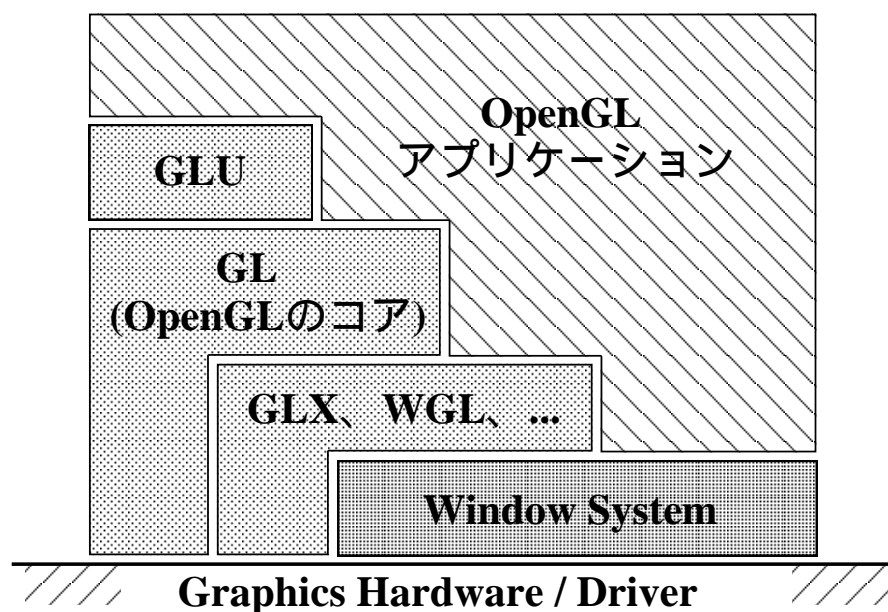 OpenGL
アプリケーション
GLU
GL
(OpenGLのコア)
GLX、WGL、...
Window System
Graphics Hardware / Driver